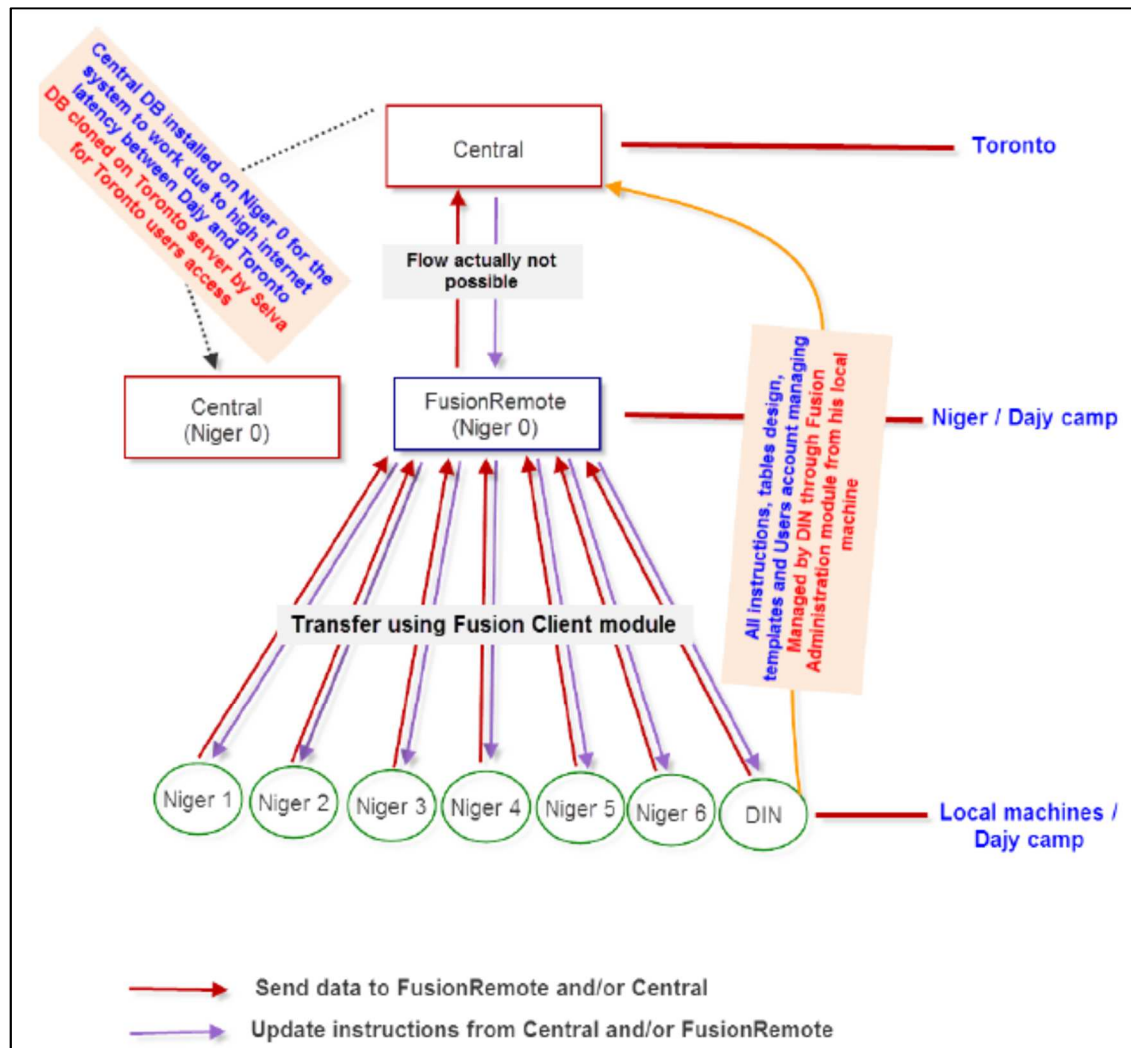 Central DB installed on Niger 0 for the
system to work due to high internet
latency between Dajy and Toronto
DB cloned on Toronto server by Selva
for Toronto users access
Central
Toronto
Flow actually not
possible
Central
(Niger 0)
FusionRemote
(Niger 0)
Niger / Dajy camp
All instructions, tables design,
templates and Users account managing
Managed by DIN through Fusion
Administration module from his local
machine
Transfer using Fusion Client module
Niger 1
Niger 2
Niger 3
Niger 4
Niger 5
Niger 6
DIN
Local machines /
Dajy camp
Send data to FusionRemote and/or Central
Update instructions from Central and/or FusionRemote